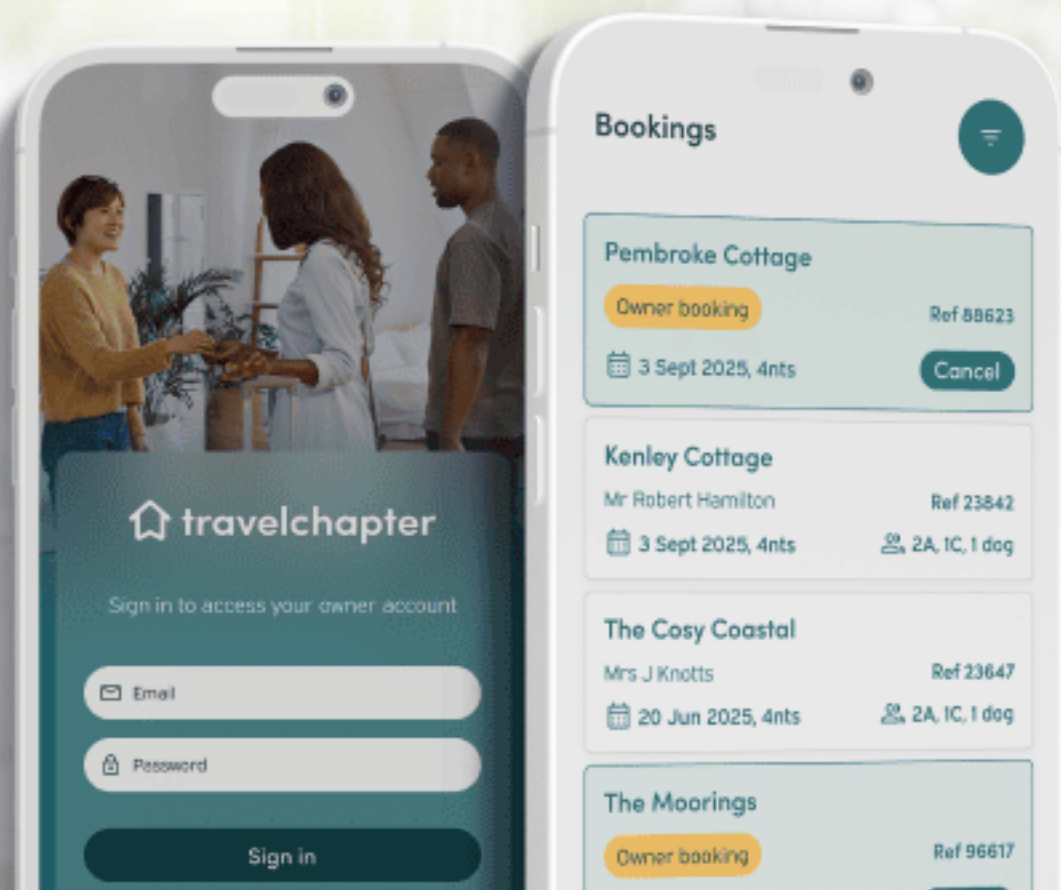 travelchapter
Sign in to access your owner account
Email
Password
Sign in
Bookings
Pembroke Cottage
Owner booking
Ref 88623
3 Sept 2025, 4nts
Cancel
Kenley Cottage
Mr Robert Hamilton
Ref 23842
3 Sept 2025, 4nts
2A, 1C, 1 dog
The Cosy Coastal
Mrs J Knotts
Ref 23647
20 Jun 2025, 4nts
2A, 1C, 1 dog
The Moorings
Owner booking
Ref 96617